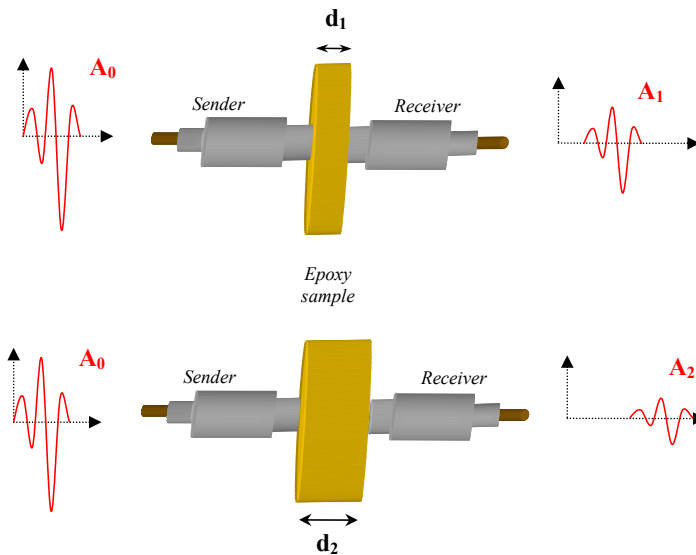 d₁
A₀
Sender
Receiver
A₁
Epoxy
sample
A₀
Sender
Receiver
A₂
d₂